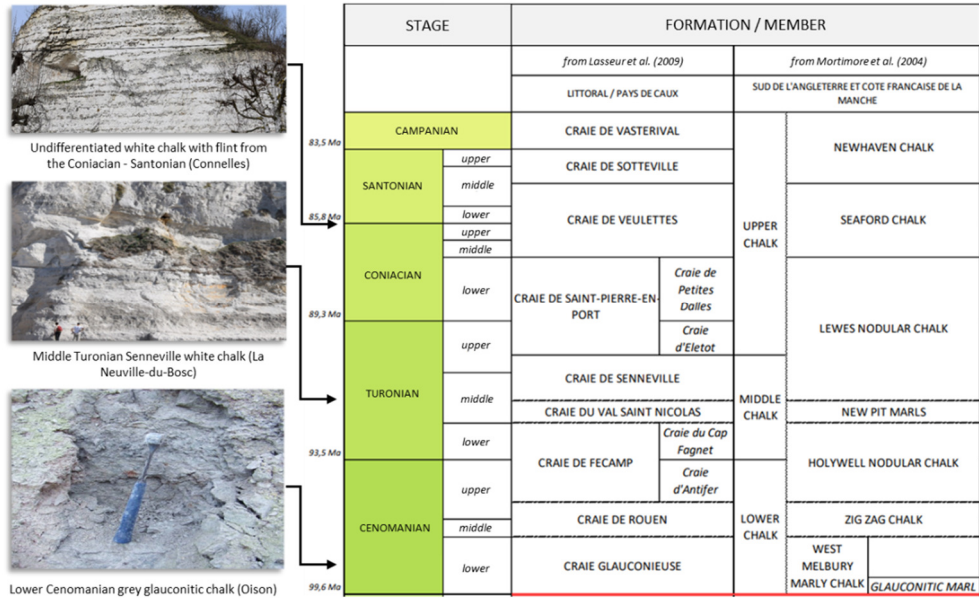 STAGE
FORMATION / MEMBER
from Lasseur et al. (2009)
from Mortimore et al. (2004)
LITTORAL / PAYS DE CAUX
SUD DE L'ANGLETERRE ET COTE FRANCAISE DE LA
MANCHE
Undifferentiated white chalk with flint from
the Coniacian - Santonian (Connelles)
Middle Turonian Senneville white chalk (La
Neuville-du-Bosc)
Lower Cenomanian grey glauconitic chalk (Oison)
CAMPANIAN
83,5 Ma
SANTONIAN
upper
middle
lower
85,8 Ma
CONIACIAN
upper
middle
lower
89,3 Ma
TURONIAN
upper
middle
lower
93,5 Ma
CENOMANIAN
upper
middle
lower
99,6 Ma
CRAIE DE VASTERIVAL
CRAIE DE SOTTEVILLE
CRAIE DE VEULETTES
CRAIE DE SAINT-PIERRE-EN-
PORT
Craie de
Petites
Dalles
Craie
d'Eletot
CRAIE DE SENNEVILLE
CRAIE DU VAL SAINT NICOLAS
CRAIE DE FECAMP
Craie du Cap
Fagnet
Craie
d'Antifer
CRAIE DE ROUEN
CRAIE GLAUCONIEUSE
UPPER
CHALK
MIDDLE
CHALK
LOWER
CHALK
NEWHAVEN CHALK
SEAFORD CHALK
LEWES NODULAR CHALK
NEW PIT MARLS
HOLYWELL NODULAR CHALK
ZIG ZAG CHALK
WEST
MELBURY
MARLY CHALK
GLAUCONITIC MARL